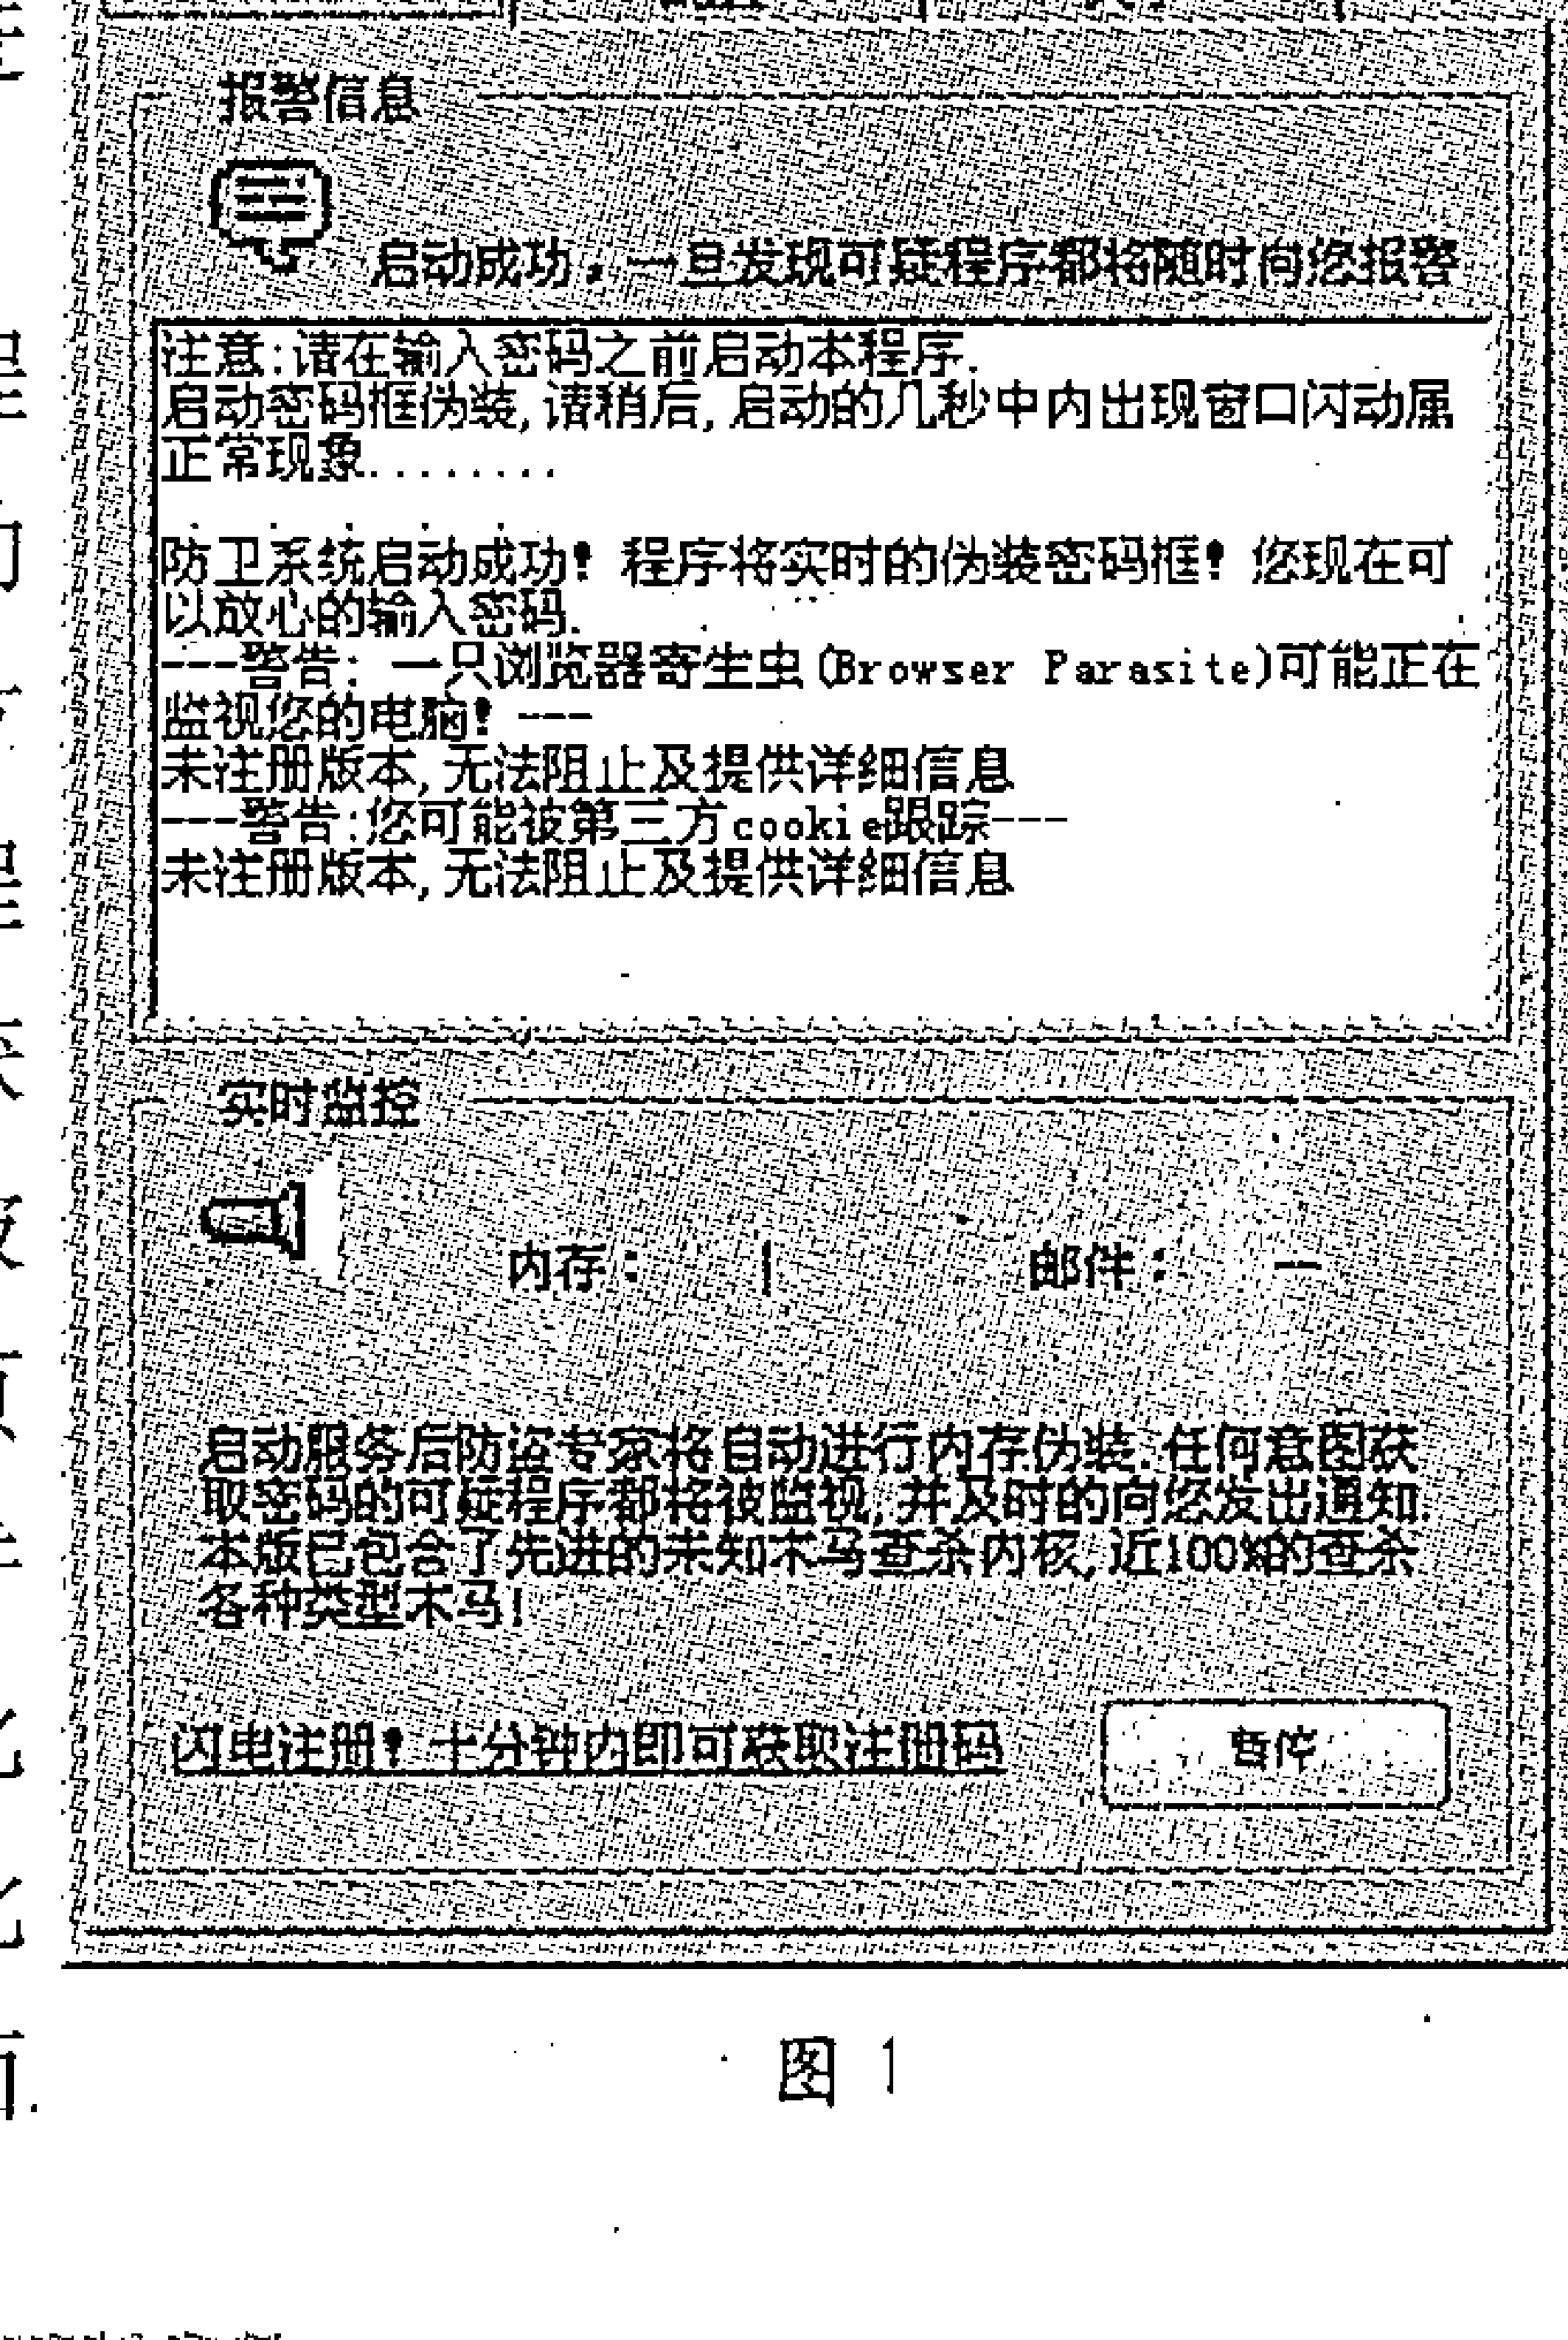 报警信息
启动成功。一旦发现可疑程序都将随时向您报警
注意:请在输入密码之前启动本程序.
启动密码框伪装,请稍后,启动的几秒中内出现窗口闪动属
正常现象........
防卫系统启动成功! 程序将实时的伪装密码框! 您现在可
以放心的输入密码.
---警告: 一只浏览器寄生虫(Browser Parasite)可能正在
监视您的电脑! ---
未注册版本,无法阻止及提供详细信息
---警告:您可能被第三方cookie跟踪---
未注册版本,无法阻止及提供详细信息
实时监控
内存: | 邮件: —
启动服务后防盗专家将自动进行内存伪装.任何意图获
取密码的可疑程序都将被监视,并及时的向您发出通知.
本版已包含了先进的未知木马查杀内核,近100%的查杀
各种类型木马!
闪电注册! 十分钟内即可获取注册码
暂停
图 1